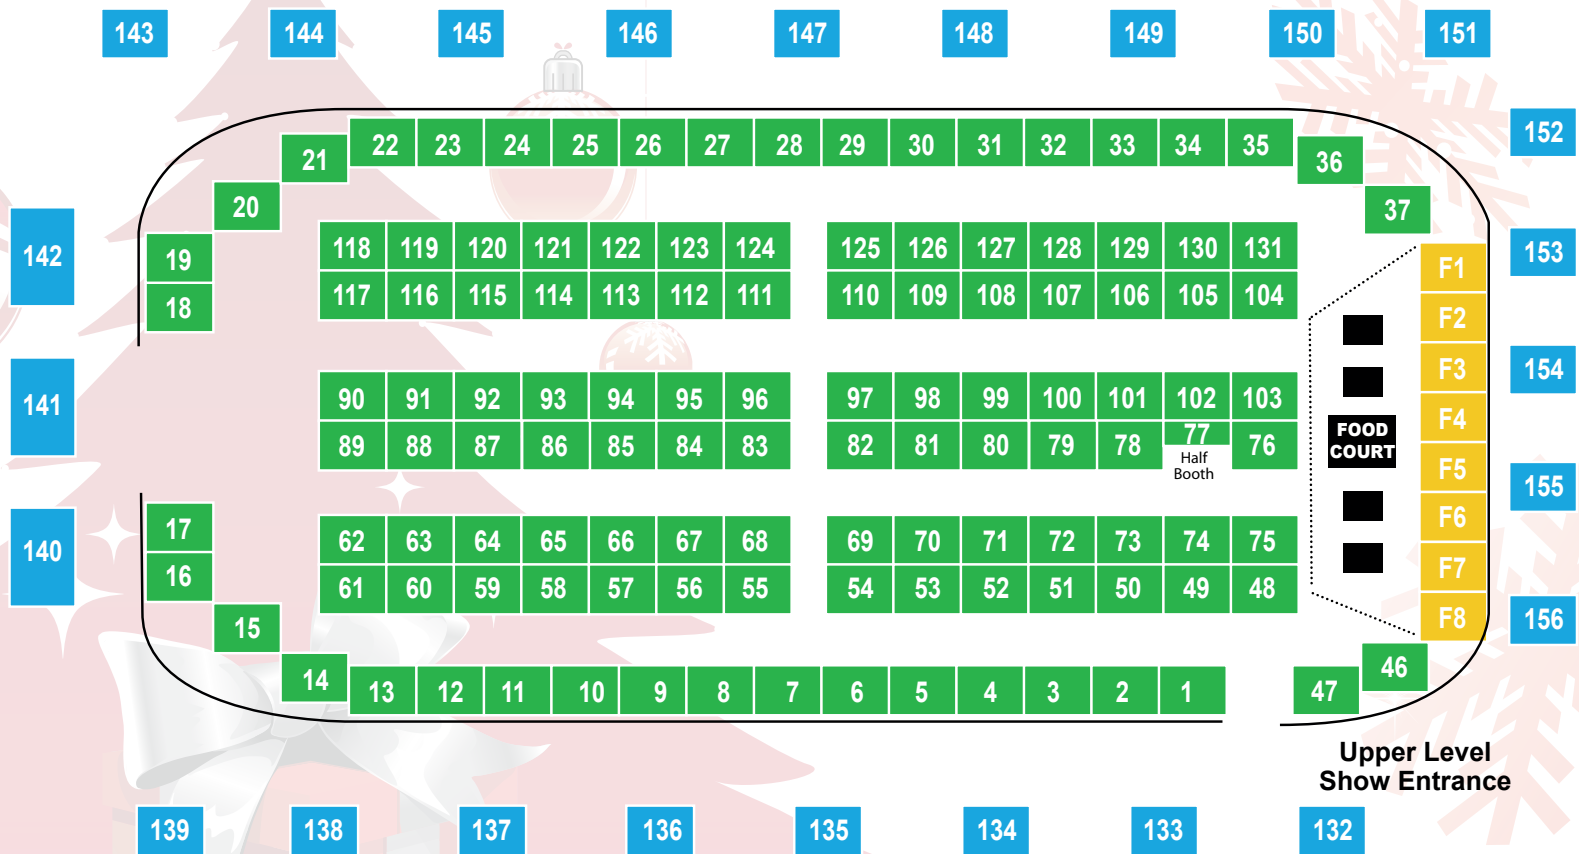 143 144 145 146 147 148 149 150 151
22 23 24 25 26 27 28 29 30 31 32 33 34 35
152
21 36
20 37
118 119 120 121 122 123 124 125 126 127 128 129 130 131
142 19 F1 153
117 116 115 114 113 112 111 110 109 108 107 106 105 104
18 F2
F3 154
90 91 92 93 94 95 96 97 98 99 100 101 102 103
141 F4
89 88 87 86 85 84 83 82 81 80 79 78 77 76
Half
Booth
FOOD
COURT
F5 155
17 F6
62 63 64 65 66 67 68 69 70 71 72 73 74 75
140 16 F7
61 60 59 58 57 56 55 54 53 52 51 50 49 48
15 F8 156
14 46
13 12 11 10 9 8 7 6 5 4 3 2 1 47
Upper Level
Show Entrance
139 138 137 136 135 134 133 132